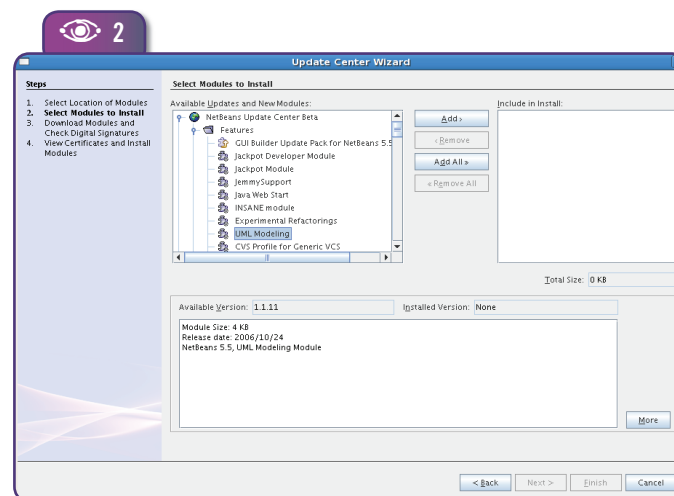 2
Update Center Wizard
Steps
1. Select Location of Modules
2. Select Modules to Install
3. Download Modules and
Check Digital Signatures
4. View Certificates and Install
Modules
Select Modules to Install
Available Updates and New Modules:
NetBeans Update Center Beta
Features
GUI Builder Update Pack for NetBeans 5.5
Jackpot Developer Module
Jackpot Module
JemmySupport
Java Web Start
INSANE module
Experimental Refactorings
UML Modeling
CVS Profile for Generic VCS
Add >
< Remove
Add All »
« Remove All
Include in Install:
Total Size: 0 KB
Available Version: 1.1.11 Installed Version: None
Module Size: 4 KB
Release date: 2006/10/24
NetBeans 5.5, UML Modeling Module
More
< Back Next > Finish Cancel